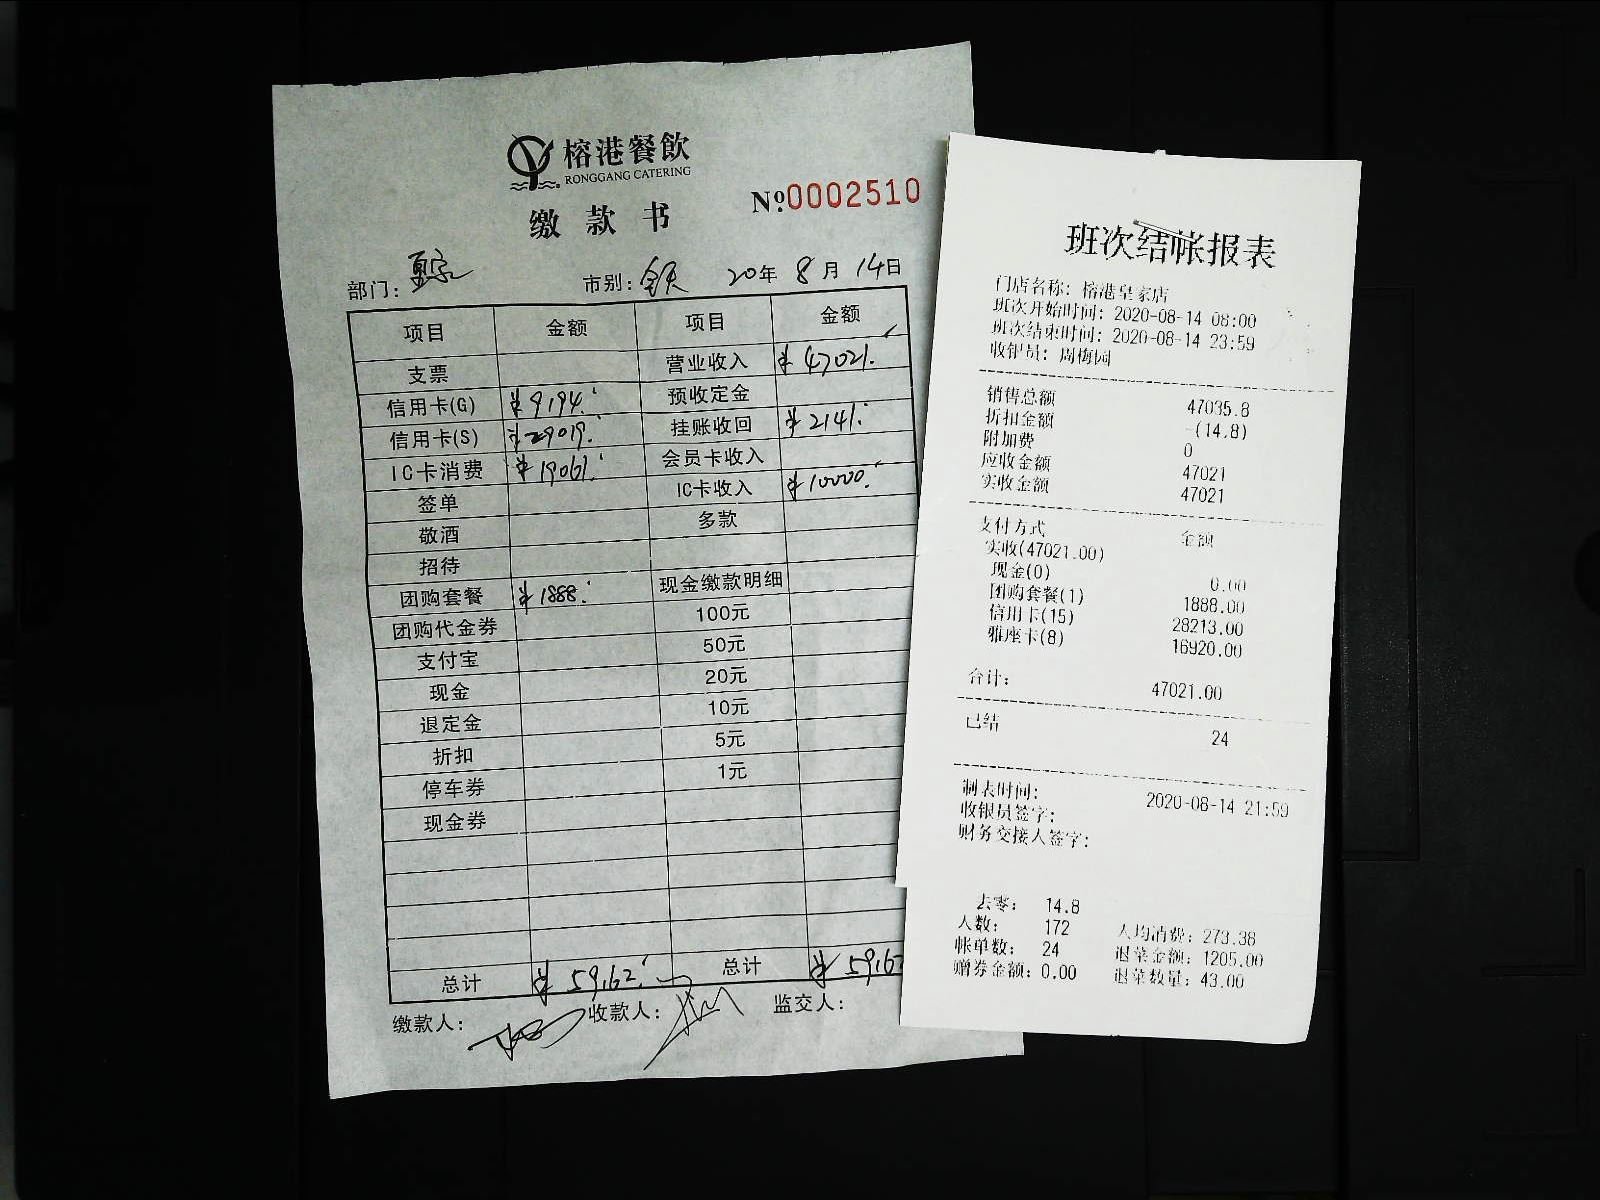 榕港餐飲
RONGGANG CATERING
缴款书
№0002510
部门: 皇家 市别: 全天 20年 8月 14日
项目 金额 项目 金额
支票 营业收入 ¥47021.
信用卡(G) ¥9194. 预收定金
信用卡(S) ¥29019. 挂账收回 ¥2141.
IC卡消费 ¥19061. 会员卡收入
签单 IC卡收入 ¥10000.
敬酒 多款
招待
团购套餐 ¥1888. 现金缴款明细
团购代金券 100元
支付宝 50元
现金 20元
退定金 10元
折扣 5元
停车券 1元
现金券
总计 ¥59162. 总计 ¥5916
缴款人: 收款人: 监交人:
班次结帐报表
门店名称: 榕港皇家店
班次开始时间: 2020-08-14 08:00
班次结束时间: 2020-08-14 23:59
收银员: 周梅园
销售总额 47035.8
折扣金额 -(14.8)
附加费 0
应收金额 47021
实收金额 47021
支付方式 金额
实收(47021.00)
现金(0) 0.00
团购套餐(1) 1888.00
信用卡(15) 28213.00
雅座卡(8) 16920.00
合计: 47021.00
已结 24
制表时间: 2020-08-14 21:59
收银员签字:
财务交接人签字:
去零: 14.8
人数: 172 人均消费: 273.38
帐单数: 24 退菜金额: 1205.00
赠券金额: 0.00 退菜数量: 43.00